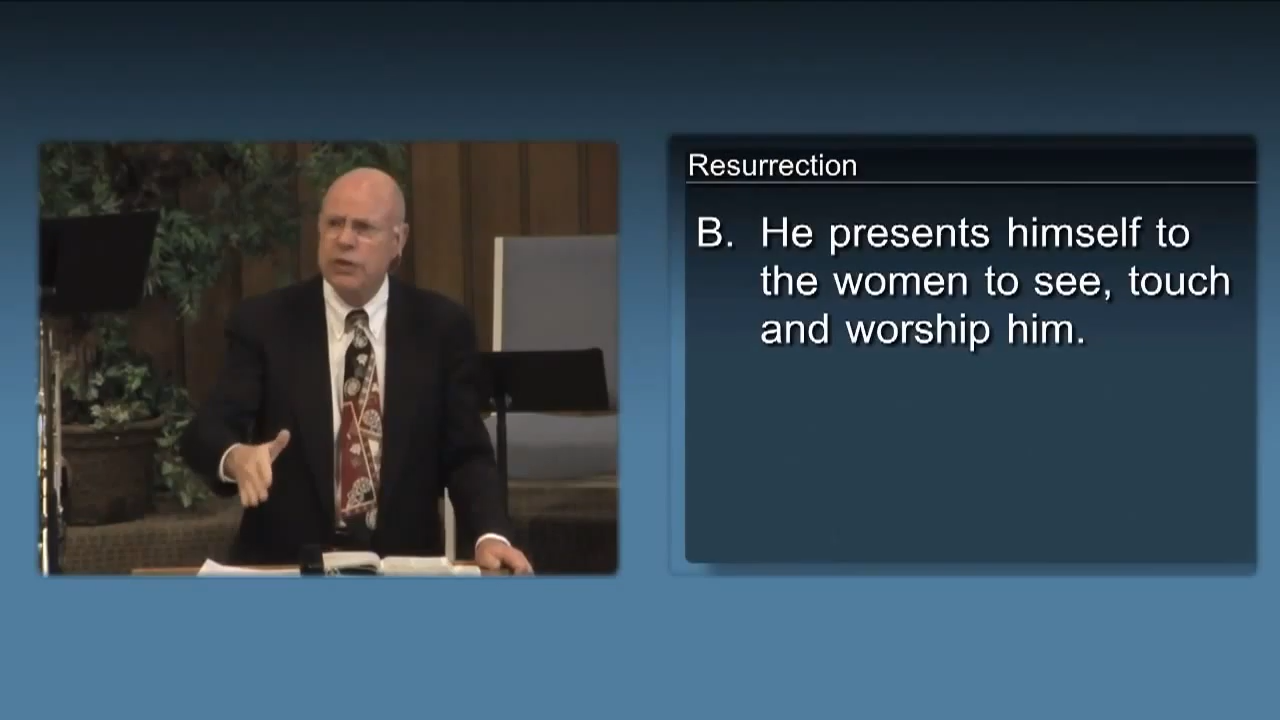 Resurrection
B. He presents himself to
the women to see, touch
and worship him.